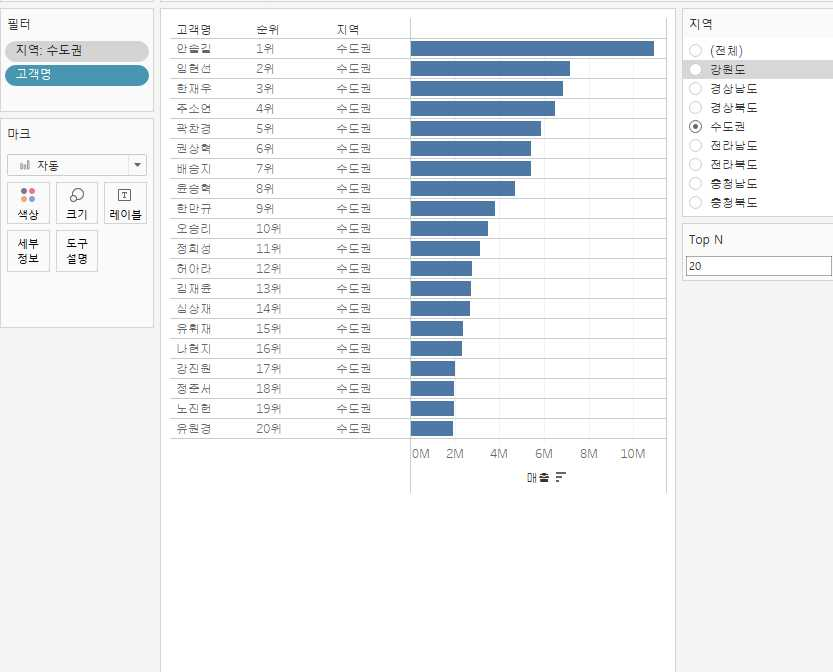 필터
지역: 수도권
고객명
마크
자동
색상 크기 레이블
세부 정보
도구 설명
고객명 순위 지역
안솔길 1위 수도권
임현선 2위 수도권
한재우 3위 수도권
주소연 4위 수도권
곽찬경 5위 수도권
권상혁 6위 수도권
배승지 7위 수도권
윤승혁 8위 수도권
한만규 9위 수도권
오승리 10위 수도권
정희성 11위 수도권
허아라 12위 수도권
김재윤 13위 수도권
심상재 14위 수도권
유휘재 15위 수도권
나현지 16위 수도권
강진원 17위 수도권
정준서 18위 수도권
노진헌 19위 수도권
유원경 20위 수도권
0M 2M 4M 6M 8M 10M
매출
지역
(전체)
강원도
경상남도
경상북도
수도권
전라남도
전라북도
충청남도
충청북도
Top N
20